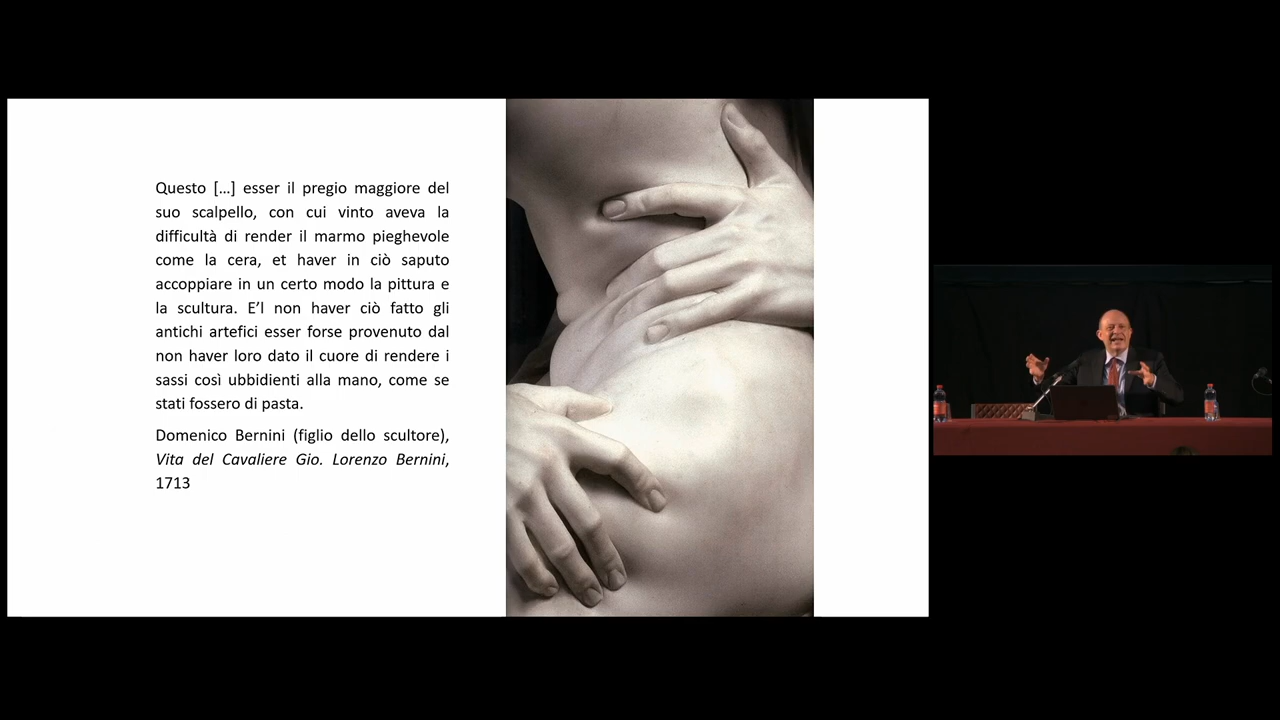 Questo […] esser il pregio maggiore del
suo scalpello, con cui vinto aveva la
difficultà di render il marmo pieghevole
come la cera, et haver in ciò saputo
accoppiare in un certo modo la pittura e
la scultura. E’l non haver ciò fatto gli
antichi artefici esser forse provenuto dal
non haver loro dato il cuore di rendere i
sassi così ubbidienti alla mano, come se
stati fossero di pasta.
Domenico Bernini (figlio dello scultore),
Vita del Cavaliere Gio. Lorenzo Bernini,
1713